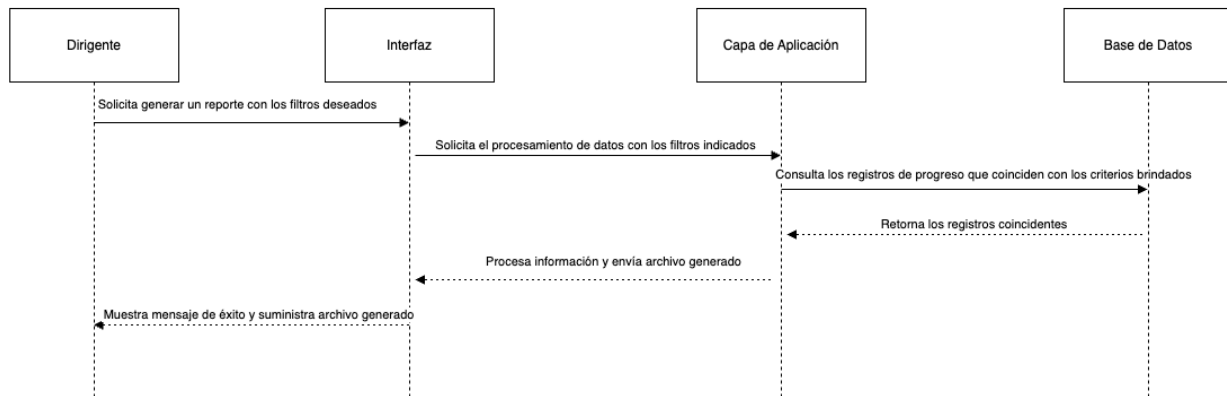 Dirigente
Interfaz
Capa de Aplicación
Base de Datos
Solicita generar un reporte con los filtros deseados
Solicita el procesamiento de datos con los filtros indicados
Consulta los registros de progreso que coinciden con los criterios brindados
Retorna los registros coincidentes
Procesa información y envía archivo generado
Muestra mensaje de éxito y suministra archivo generado